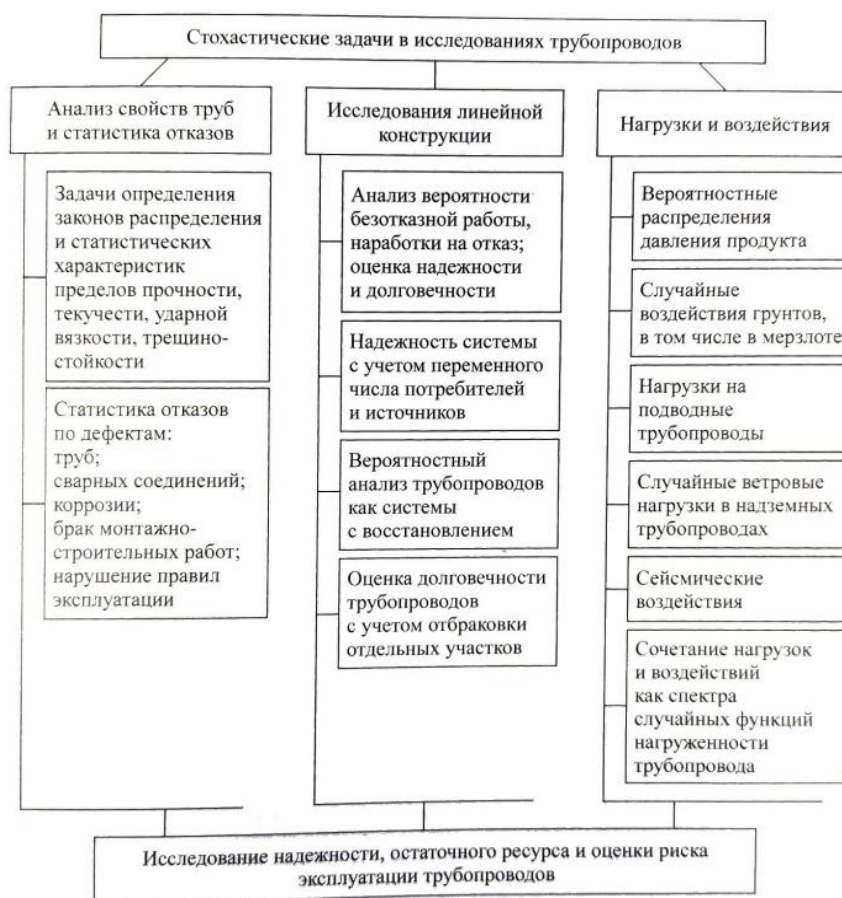 Стохастические задачи в исследованиях трубопроводов
Анализ свойств труб
и статистика отказов
Задачи определения
законов распределения
и статистических
характеристик
пределов прочности,
текучести, ударной
вязкости, трещино-
стойкости
Статистика отказов
по дефектам:
труб;
сварных соединений;
коррозии;
брак монтажно-
строительных работ;
нарушение правил
эксплуатации
Исследования линейной
конструкции
Анализ вероятности
безотказной работы,
наработки на отказ;
оценка надежности
и долговечности
Надежность системы
с учетом переменного
числа потребителей
и источников
Вероятностный
анализ трубопроводов
как системы
с восстановлением
Оценка долговечности
трубопроводов
с учетом отбраковки
отдельных участков
Нагрузки и воздействия
Вероятностные
распределения
давления продукта
Случайные
воздействия грунтов,
в том числе в мерзлоте
Нагрузки на
подводные
трубопроводы
Случайные ветровые
нагрузки в надземных
трубопроводах
Сейсмические
воздействия
Сочетание нагрузок
и воздействий
как спектра
случайных функций
нагруженности
трубопровода
Исследование надежности, остаточного ресурса и оценки риска
эксплуатации трубопроводов